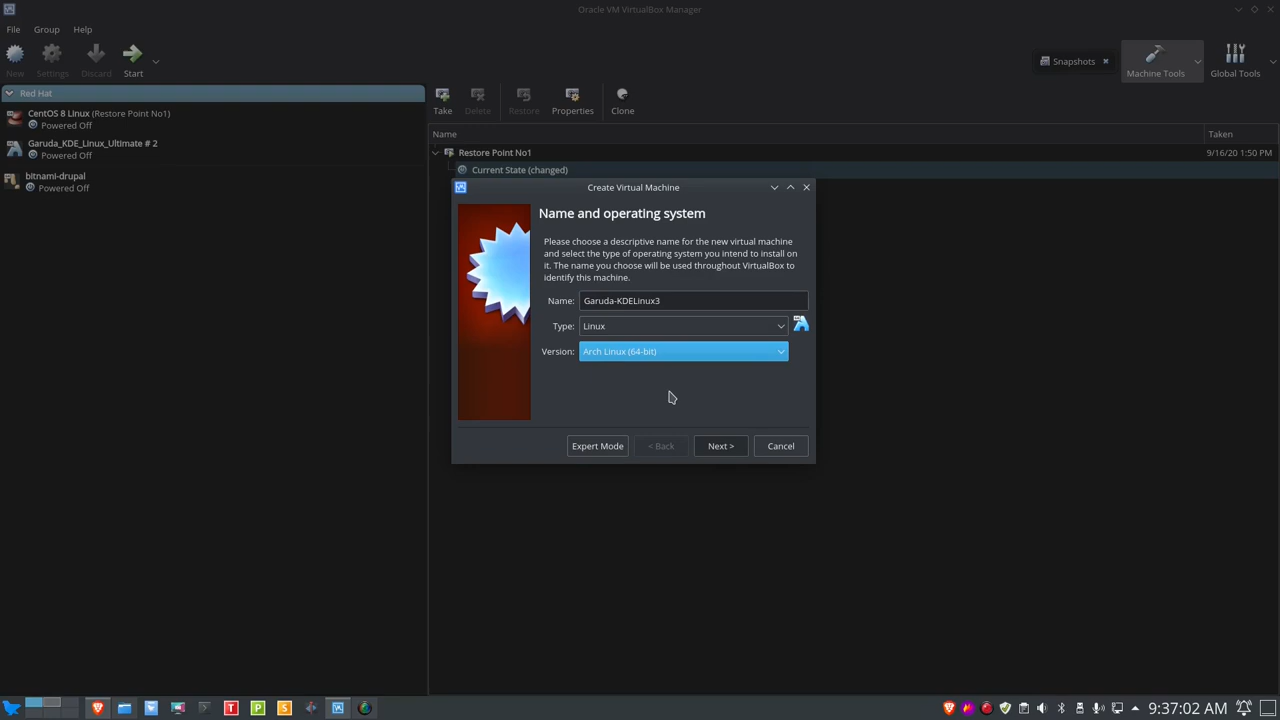 Oracle VM VirtualBox Manager
File Group Help
New Settings Discard Start
Snapshots
Machine Tools
Global Tools
Red Hat
CentOS 8 Linux (Restore Point No1)
Powered Off
Garuda_KDE_Linux_Ultimate # 2
Powered Off
bitnami-drupal
Powered Off
Take Delete Restore Properties Clone
Name Taken
Restore Point No1 9/16/20 1:50 PM
Current State (changed)
Create Virtual Machine
Name and operating system
Please choose a descriptive name for the new virtual machine
and select the type of operating system you intend to install on
it. The name you choose will be used throughout VirtualBox to
identify this machine.
Name: Garuda-KDELinux3
Type: Linux
Version: Arch Linux (64-bit)
Expert Mode < Back Next > Cancel
T P S
9:37:02 AM